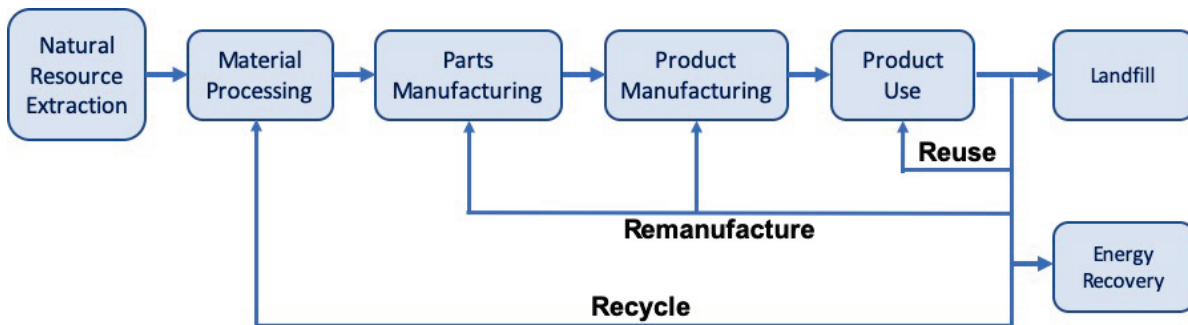 Natural
Resource
Extraction
Material
Processing
Parts
Manufacturing
Product
Manufacturing
Product
Use
Landfill
Reuse
Remanufacture
Energy
Recovery
Recycle